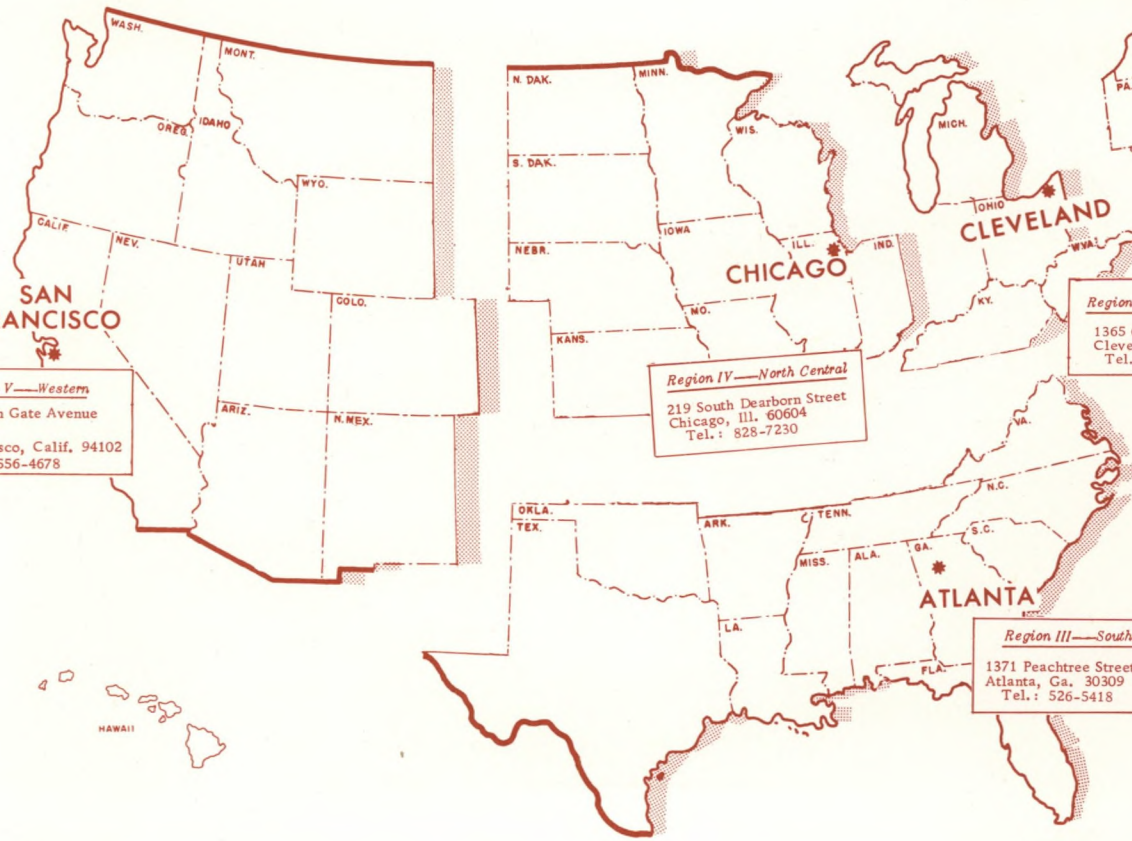 WASH.
MONT.
OREG.
IDAHO
WYO.
CALIF.
NEV.
UTAH
COLO.
ARIZ.
N. MEX.
SAN
ANCISCO
V—Western
n Gate Avenue
sco, Calif. 94102
556-4678
HAWAII
N. DAK.
MINN.
S. DAK.
WIS.
NEBR.
IOWA
ILL.
IND.
KANS.
MO.
CHICAGO
Region IV—North Central
219 South Dearborn Street
Chicago, Ill. 60604
Tel.: 828-7230
MICH.
PA.
OHIO
CLEVELAND
W.VA.
KY.
Region
1365
Cleve
Tel.
OKLA.
TEX.
ARK.
TENN.
VA.
N.C.
S.C.
MISS.
ALA.
GA.
LA.
FLA.
ATLANTA
Region III—South
1371 Peachtree Street
Atlanta, Ga. 30309
Tel.: 526-5418